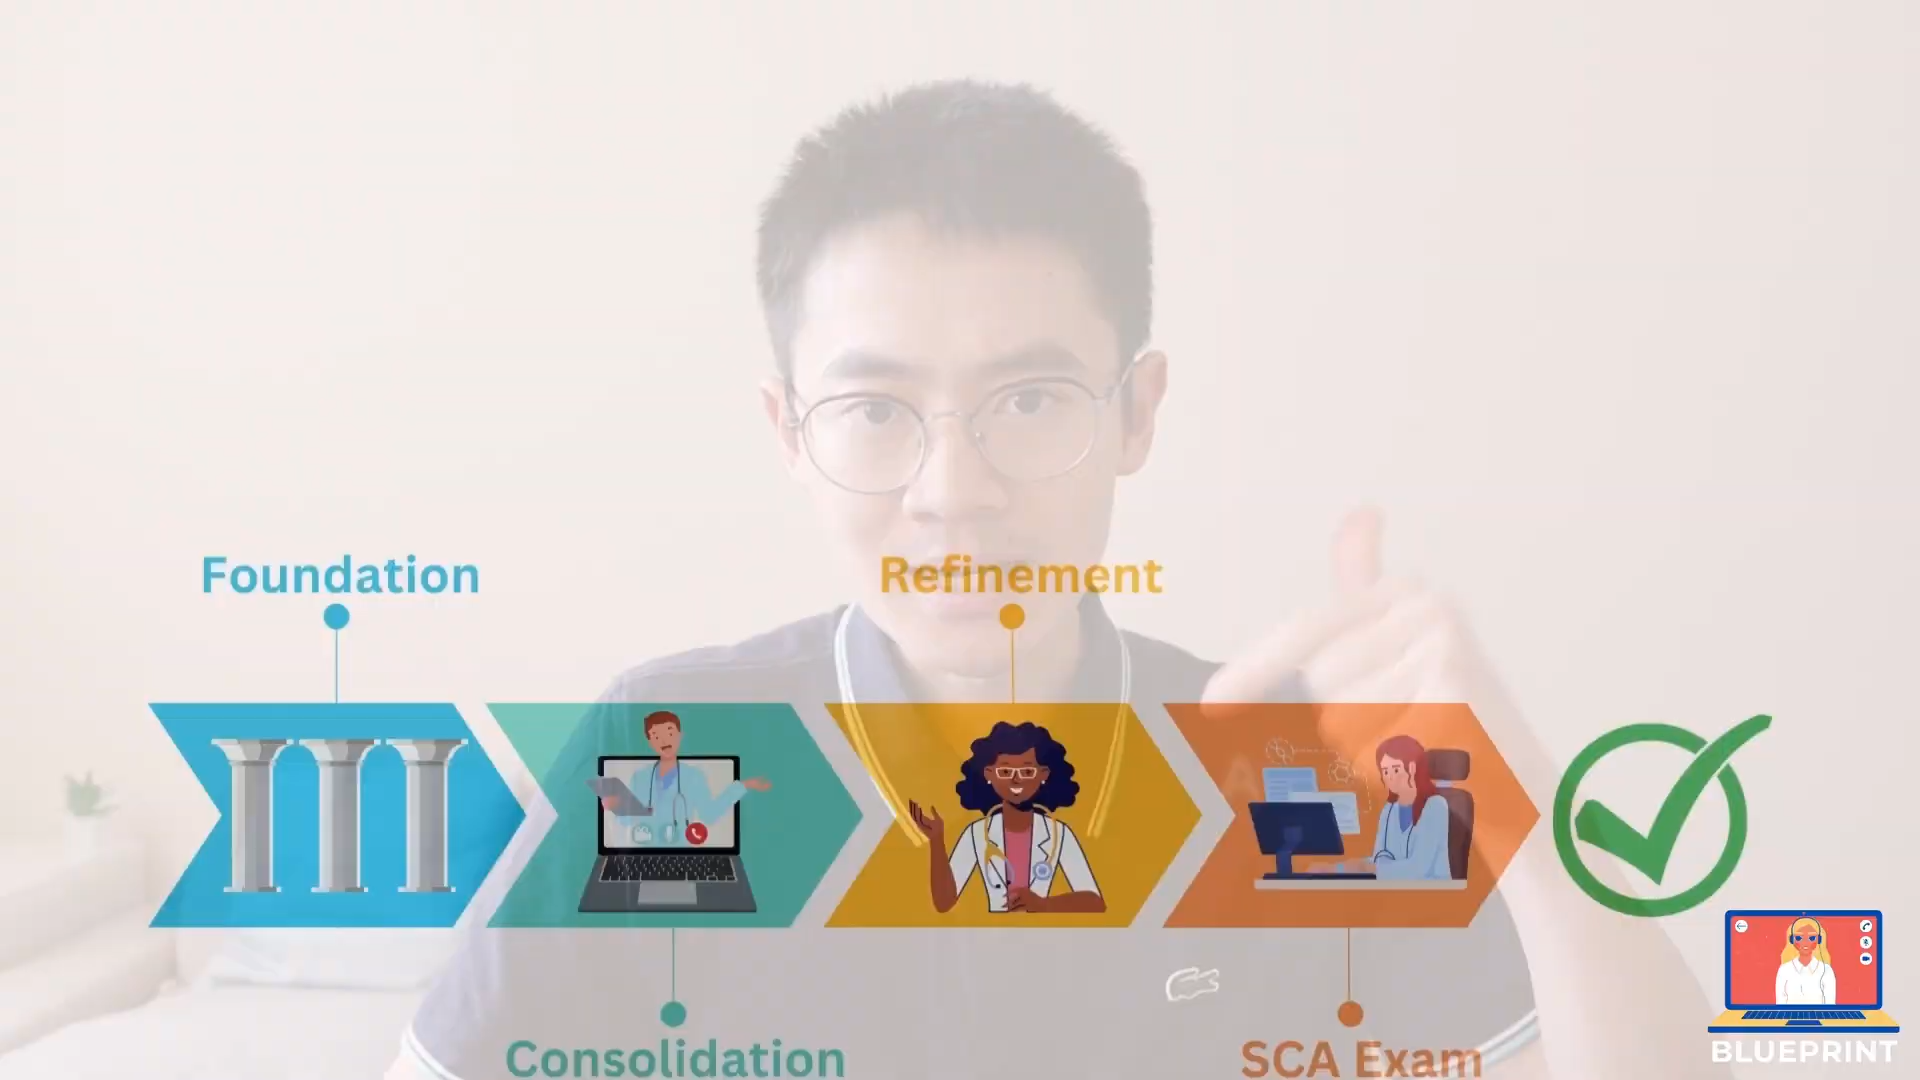 Foundation
Refinement
Consolidation
SCA Exam
BLUEPRINT